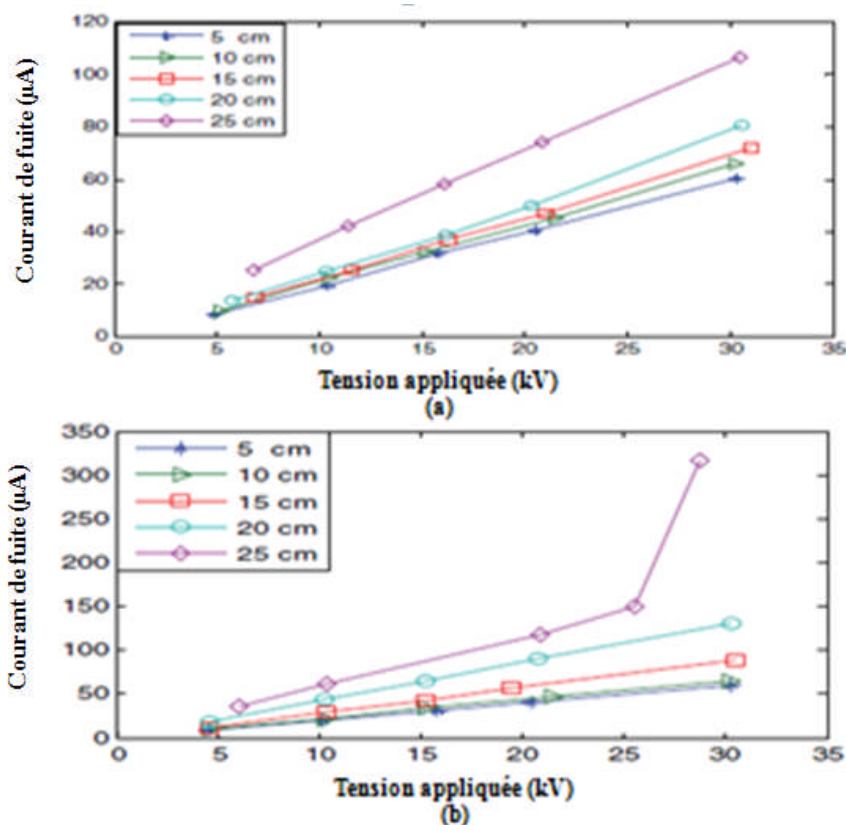 Courant de fuite (µA)
120
100
80
60
40
20
0
5 cm
10 cm
15 cm
20 cm
25 cm
0 5 10 15 20 25 30 35
Tension appliquée (kV)
(a)
Courant de fuite (µA)
350
300
250
200
150
100
50
0
5 cm
10 cm
15 cm
20 cm
25 cm
0 5 10 15 20 25 30 35
Tension appliquée (kV)
(b)